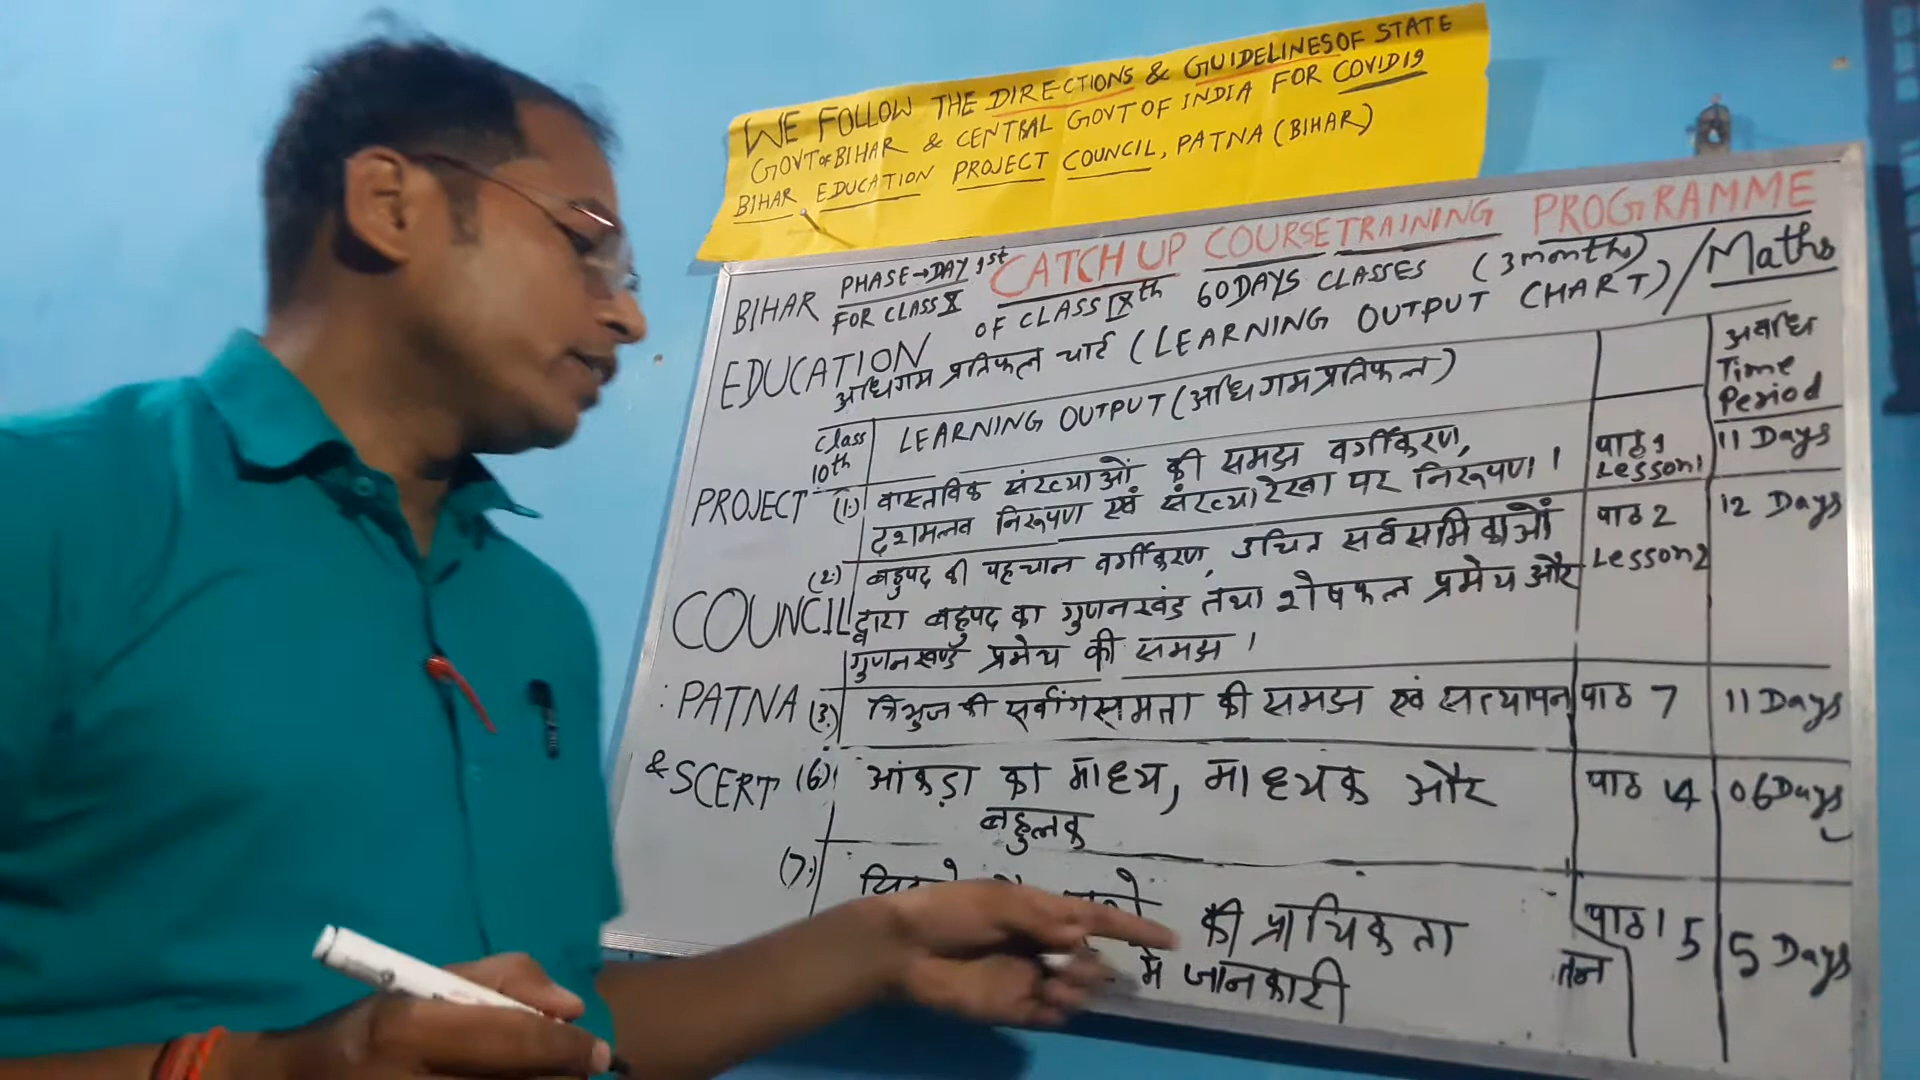 WE FOLLOW THE DIRECTIONS & GUIDELINES OF STATE
GOVT OF BIHAR & CENTRAL GOVT OF INDIA FOR COVID19
BIHAR EDUCATION PROJECT COUNCIL, PATNA (BIHAR)
CATCH UP COURSE TRAINING PROGRAMME
BIHAR PHASE→DAY 1st
FOR CLASS X OF CLASS IXth 60DAYS CLASSES (3 month) / Maths
EDUCATION
अधिगम प्रतिफल चार्ट (LEARNING OUTPUT CHART)
अवधि
Time
Period
Class
10th
LEARNING OUTPUT (अधिगम प्रतिफल)
PROJECT
(1.) वास्तविक संख्याओं की समझ वर्गीकरण, पाठ 1 11 Days
दशमलव निरूपण एवं संख्या रेखा पर निरूपण। Lesson 1
(2.) बहुपद की पहचान वर्गीकरण, उचित सर्वसमिकाओं पाठ 2 12 Days
COUNCIL द्वारा बहुपद का गुणनखंड तथा शेषफल प्रमेय और Lesson 2
गुणनखण्ड प्रमेय की समझ।
: PATNA (3.) त्रिभुज की सर्वांगसमता की समझ एवं सत्यापन पाठ 7 11 Days
& SCERT (6) आंकड़ा का माध्य, माध्यक और पाठ 14 06 Days
बहुलक
(7.) की प्रायिकता पाठ 15 5 Days
में जानकारी तन